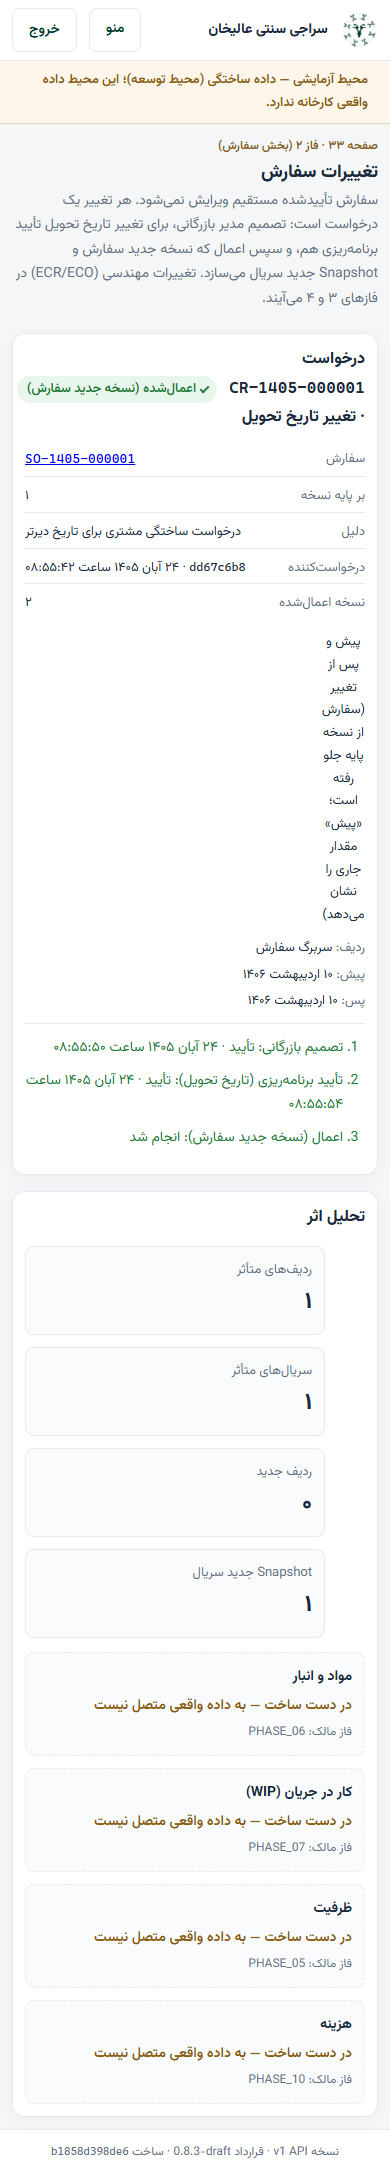 سراجی سنتی عالیخان
منو
خروج
محیط آزمایشی — داده ساختگی (محیط توسعه)؛ این محیط داده
واقعی کارخانه ندارد.
صفحه ۳۳ · فاز ۲ (بخش سفارش)
تغییرات سفارش
سفارش تأییدشده مستقیم ویرایش نمی‌شود. هر تغییر یک
درخواست است: تصمیم مدیر بازرگانی، برای تغییر تاریخ تحویل تأیید
برنامه‌ریزی هم، و سپس اعمال که نسخه جدید سفارش و
Snapshot جدید سریال می‌سازد. تغییرات مهندسی (ECR/ECO) در
فازهای ۳ و ۴ می‌آیند.
درخواست
CR-1405-000001 ✓ اعمال‌شده (نسخه جدید سفارش)
· تغییر تاریخ تحویل
سفارش SO-1405-000001
بر پایه نسخه ۱
دلیل درخواست ساختگی مشتری برای تاریخ دیرتر
درخواست‌کننده dd67c6b8 · ۲۴ آبان ۱۴۰۵ ساعت ۰۸:۵۵:۴۲
نسخه اعمال‌شده ۲
پیش و
پس از
تغییر
(سفارش
از نسخه
پایه جلو
رفته
است؛
«پیش»
مقدار
جاری را
نشان
می‌دهد)
ردیف: سربرگ سفارش
پیش: ۱۰ اردیبهشت ۱۴۰۶
پس: ۱۰ اردیبهشت ۱۴۰۶
1. تصمیم بازرگانی: تأیید · ۲۴ آبان ۱۴۰۵ ساعت ۰۸:۵۵:۵۰
2. تأیید برنامه‌ریزی (تاریخ تحویل): تأیید · ۲۴ آبان ۱۴۰۵ ساعت
۰۸:۵۵:۵۴
3. اعمال (نسخه جدید سفارش): انجام شد
تحلیل اثر
ردیف‌های متأثر
۱
سریال‌های متأثر
۱
ردیف جدید
۰
Snapshot جدید سریال
۱
مواد و انبار
در دست ساخت — به داده واقعی متصل نیست
فاز مالک: PHASE_06
کار در جریان (WIP)
در دست ساخت — به داده واقعی متصل نیست
فاز مالک: PHASE_07
ظرفیت
در دست ساخت — به داده واقعی متصل نیست
فاز مالک: PHASE_05
هزینه
در دست ساخت — به داده واقعی متصل نیست
فاز مالک: PHASE_10
نسخه API v1 · قرارداد 0.8.3-draft · ساخت b1858d398de6